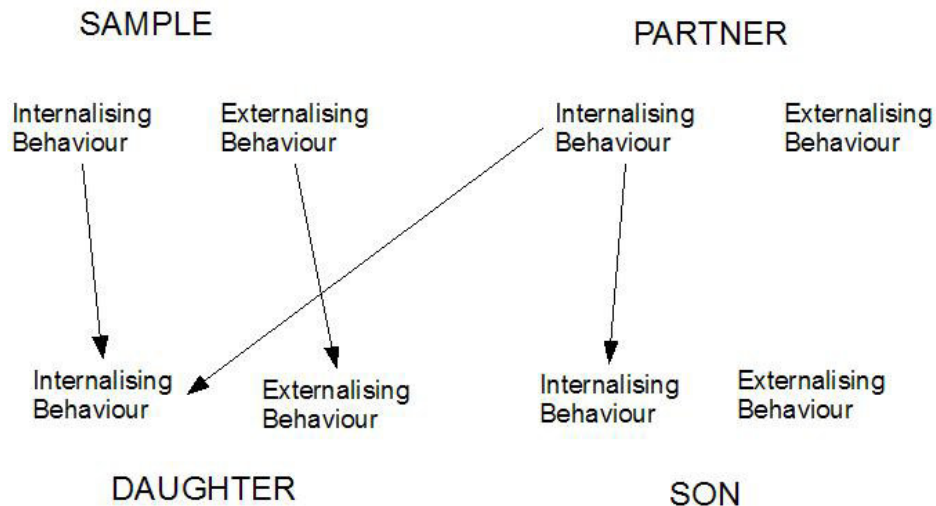 SAMPLE
PARTNER
Internalising
Behaviour
Externalising
Behaviour
Internalising
Behaviour
Externalising
Behaviour
Internalising
Behaviour
Externalising
Behaviour
Internalising
Behaviour
Externalising
Behaviour
DAUGHTER
SON